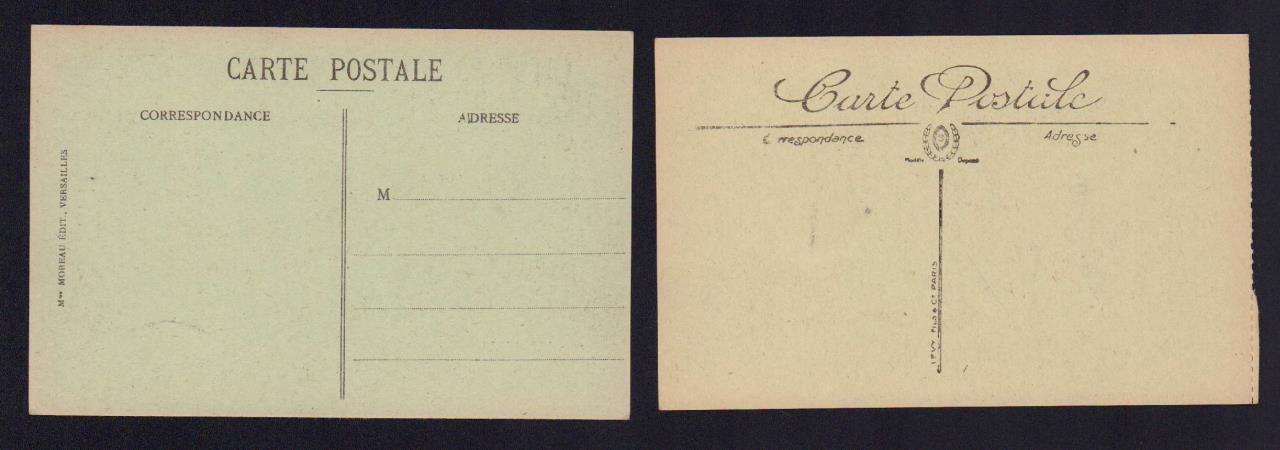 CARTE POSTALE
CORRESPONDANCE
ADRESSE
M
Mme MOREAU ÉDIT., VERSAILLES
Carte Postale
Correspondance
Adresse
Modèle Déposé
LEVY FILS & Cie PARIS